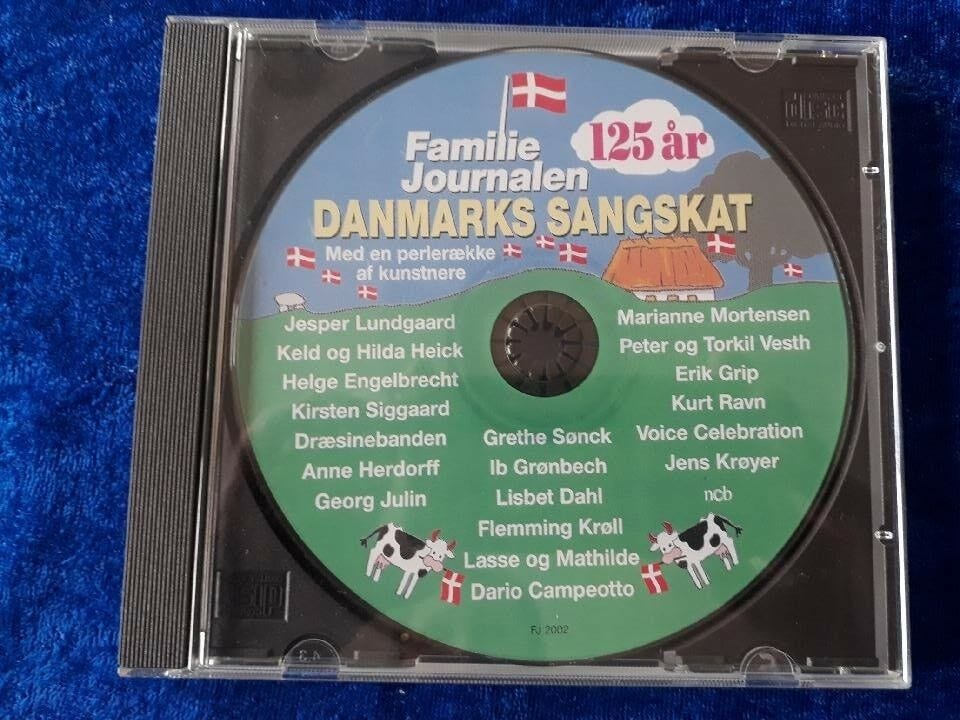 125 år
Familie
Journalen
DANMARKS SANGSKAT
Med en perlerække
af kunstnere
Jesper Lundgaard
Keld og Hilda Heick
Helge Engelbrecht
Kirsten Siggaard
Dræsinebanden
Anne Herdorff
Georg Julin
Grethe Sønck
Ib Grønbech
Lisbet Dahl
Flemming Krøll
Lasse og Mathilde
Dario Campeotto
Marianne Mortensen
Peter og Torkil Vesth
Erik Grip
Kurt Ravn
Voice Celebration
Jens Krøyer
ncb
FJ 2002